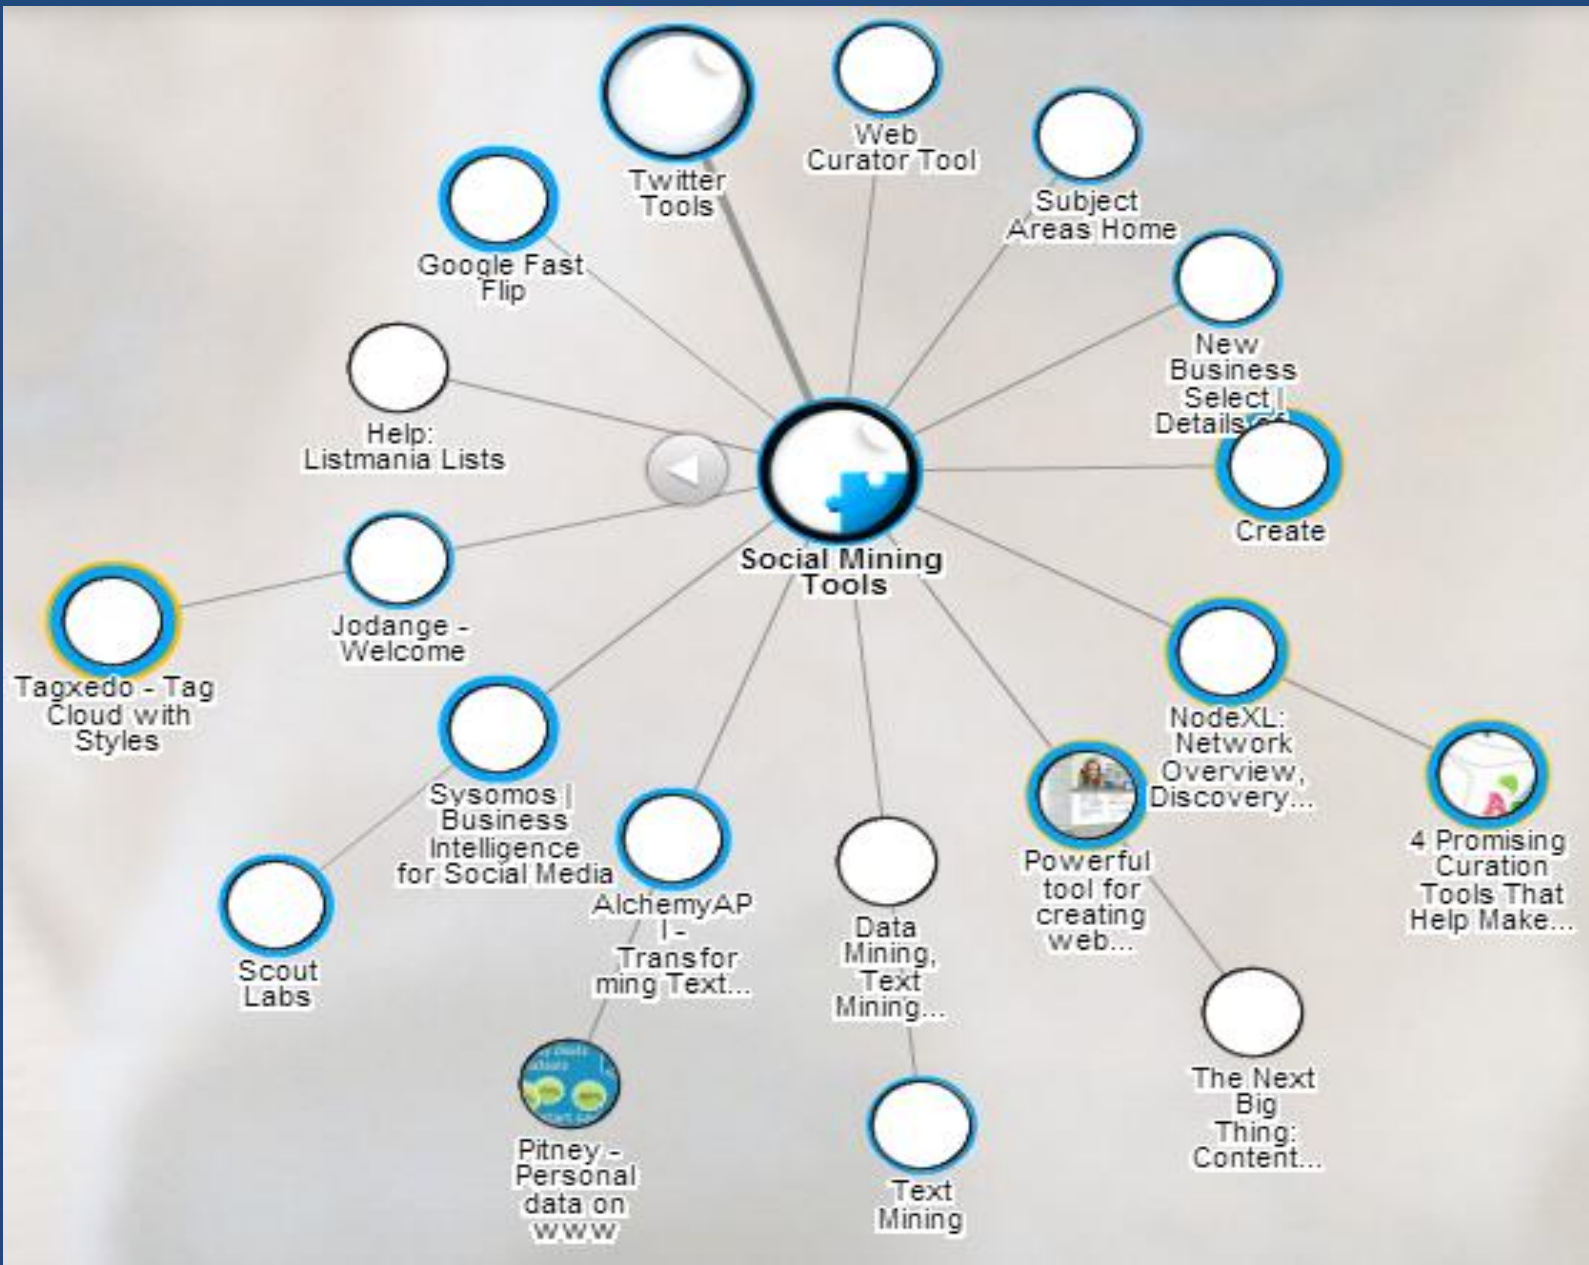 Twitter
Tools
Web
Curator Tool
Subject
Areas Home
Google Fast
Flip
New
Business
Select |
Details of
Help:
Listmania Lists
Create
Social Mining
Tools
Jodange -
Welcome
Tagxedo - Tag
Cloud with
Styles
NodeXL:
Network
Overview,
Discovery...
Sysomos |
Business
Intelligence
for Social Media
4 Promising
Curation
Tools That
Help Make...
Powerful
tool for
creating
web...
AlchemyAP
I -
Transfor
ming Text...
Data
Mining,
Text
Mining...
Scout
Labs
The Next
Big
Thing:
Content...
Pitney -
Personal
data on
www
Text
Mining